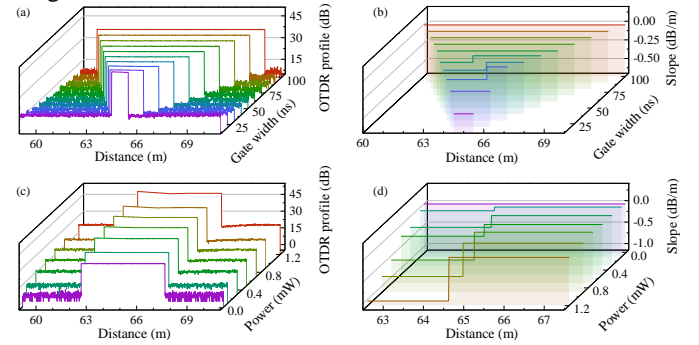 (a)
45
30
15
0
OTDR profile (dB)
100
75
50
25
Gate width (ns)
60
63
66
69
Distance (m)
(b)
0.00
-0.25
-0.50
Slope (dB/m)
100
75
50
25
Gate width (ns)
60
63
66
69
Distance (m)
(c)
45
30
15
0
OTDR profile (dB)
1.2
0.8
0.4
0.0
Power (mW)
60
63
66
69
Distance (m)
(d)
0.0
-0.5
-1.0
Slope (dB/m)
0.0
0.4
0.8
1.2
Power (mW)
63
64
65
66
67
Distance (m)